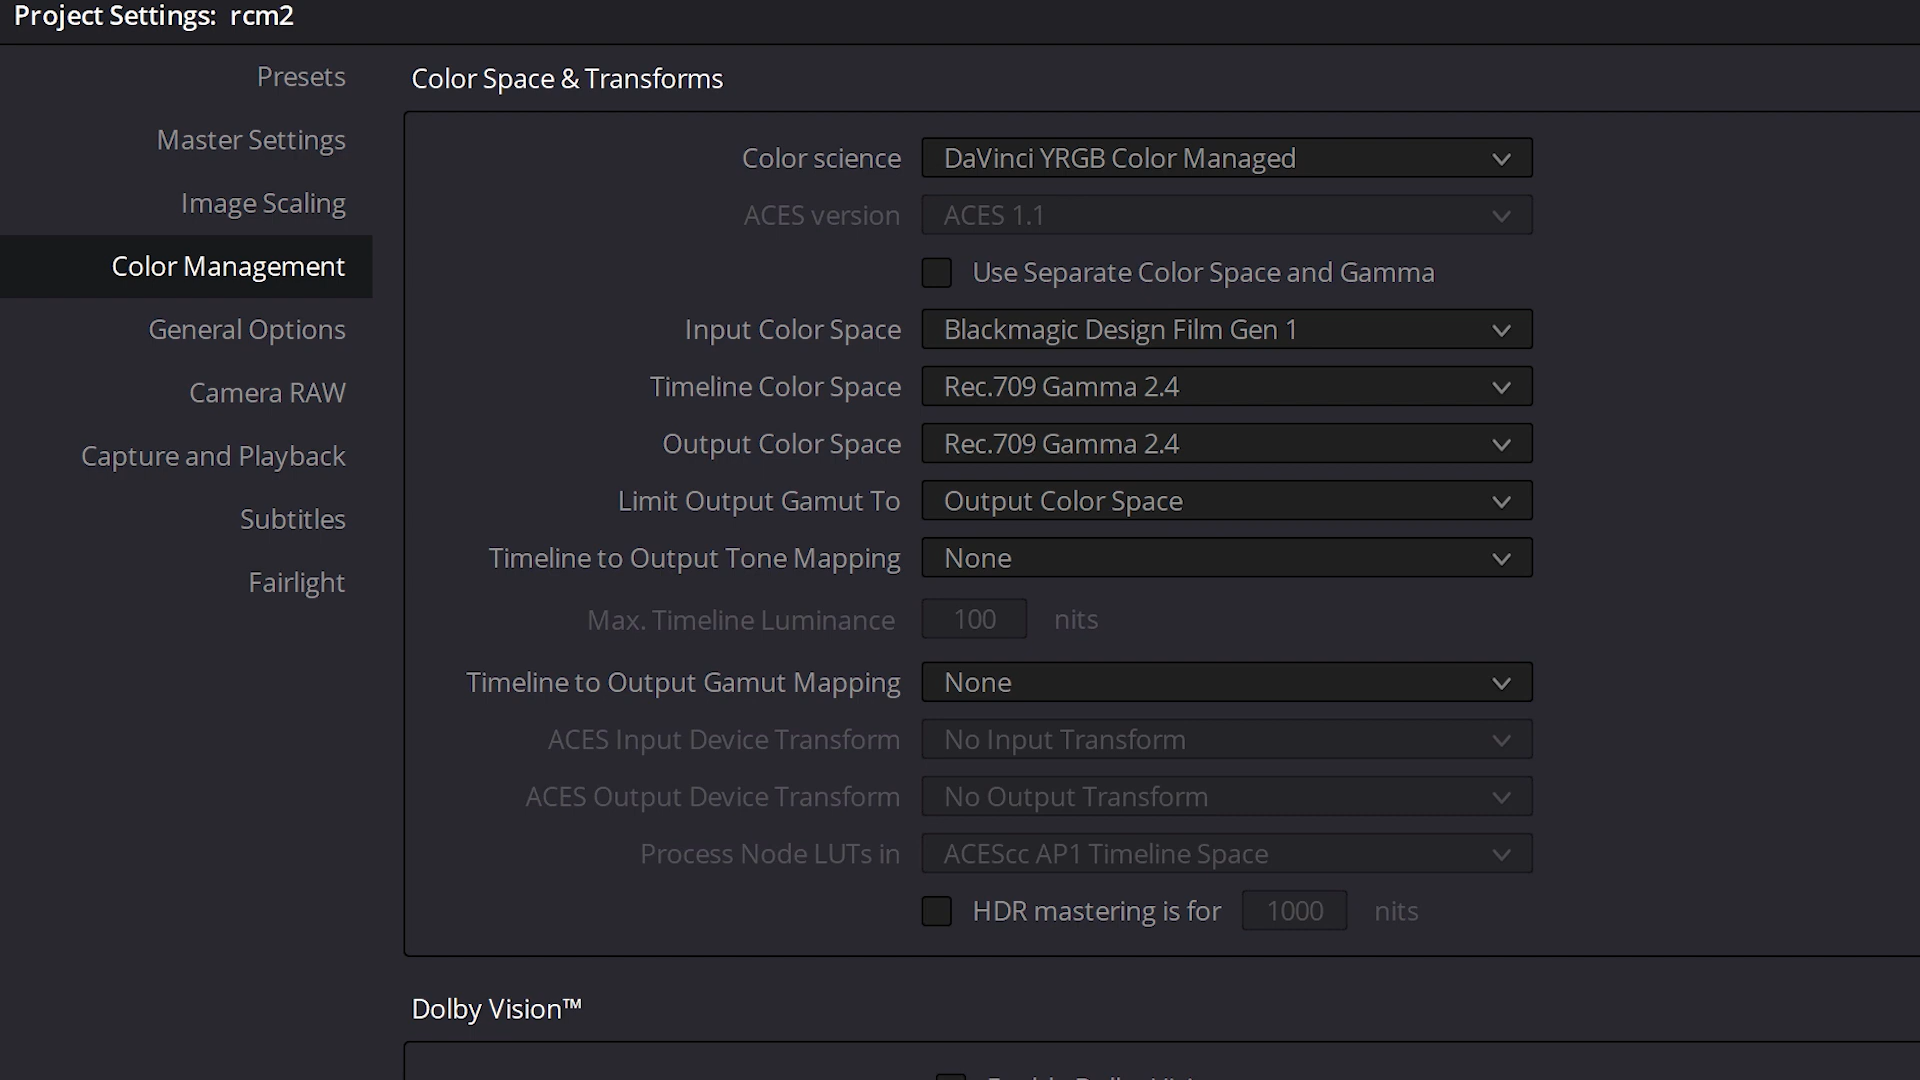 Project Settings: rcm2
Presets
Master Settings
Image Scaling
Color Management
General Options
Camera RAW
Capture and Playback
Subtitles
Fairlight
Color Space & Transforms
Color science DaVinci YRGB Color Managed
ACES version ACES 1.1
Use Separate Color Space and Gamma
Input Color Space Blackmagic Design Film Gen 1
Timeline Color Space Rec.709 Gamma 2.4
Output Color Space Rec.709 Gamma 2.4
Limit Output Gamut To Output Color Space
Timeline to Output Tone Mapping None
Max. Timeline Luminance 100 nits
Timeline to Output Gamut Mapping None
ACES Input Device Transform No Input Transform
ACES Output Device Transform No Output Transform
Process Node LUTs in ACEScc AP1 Timeline Space
HDR mastering is for 1000 nits
Dolby Vision™